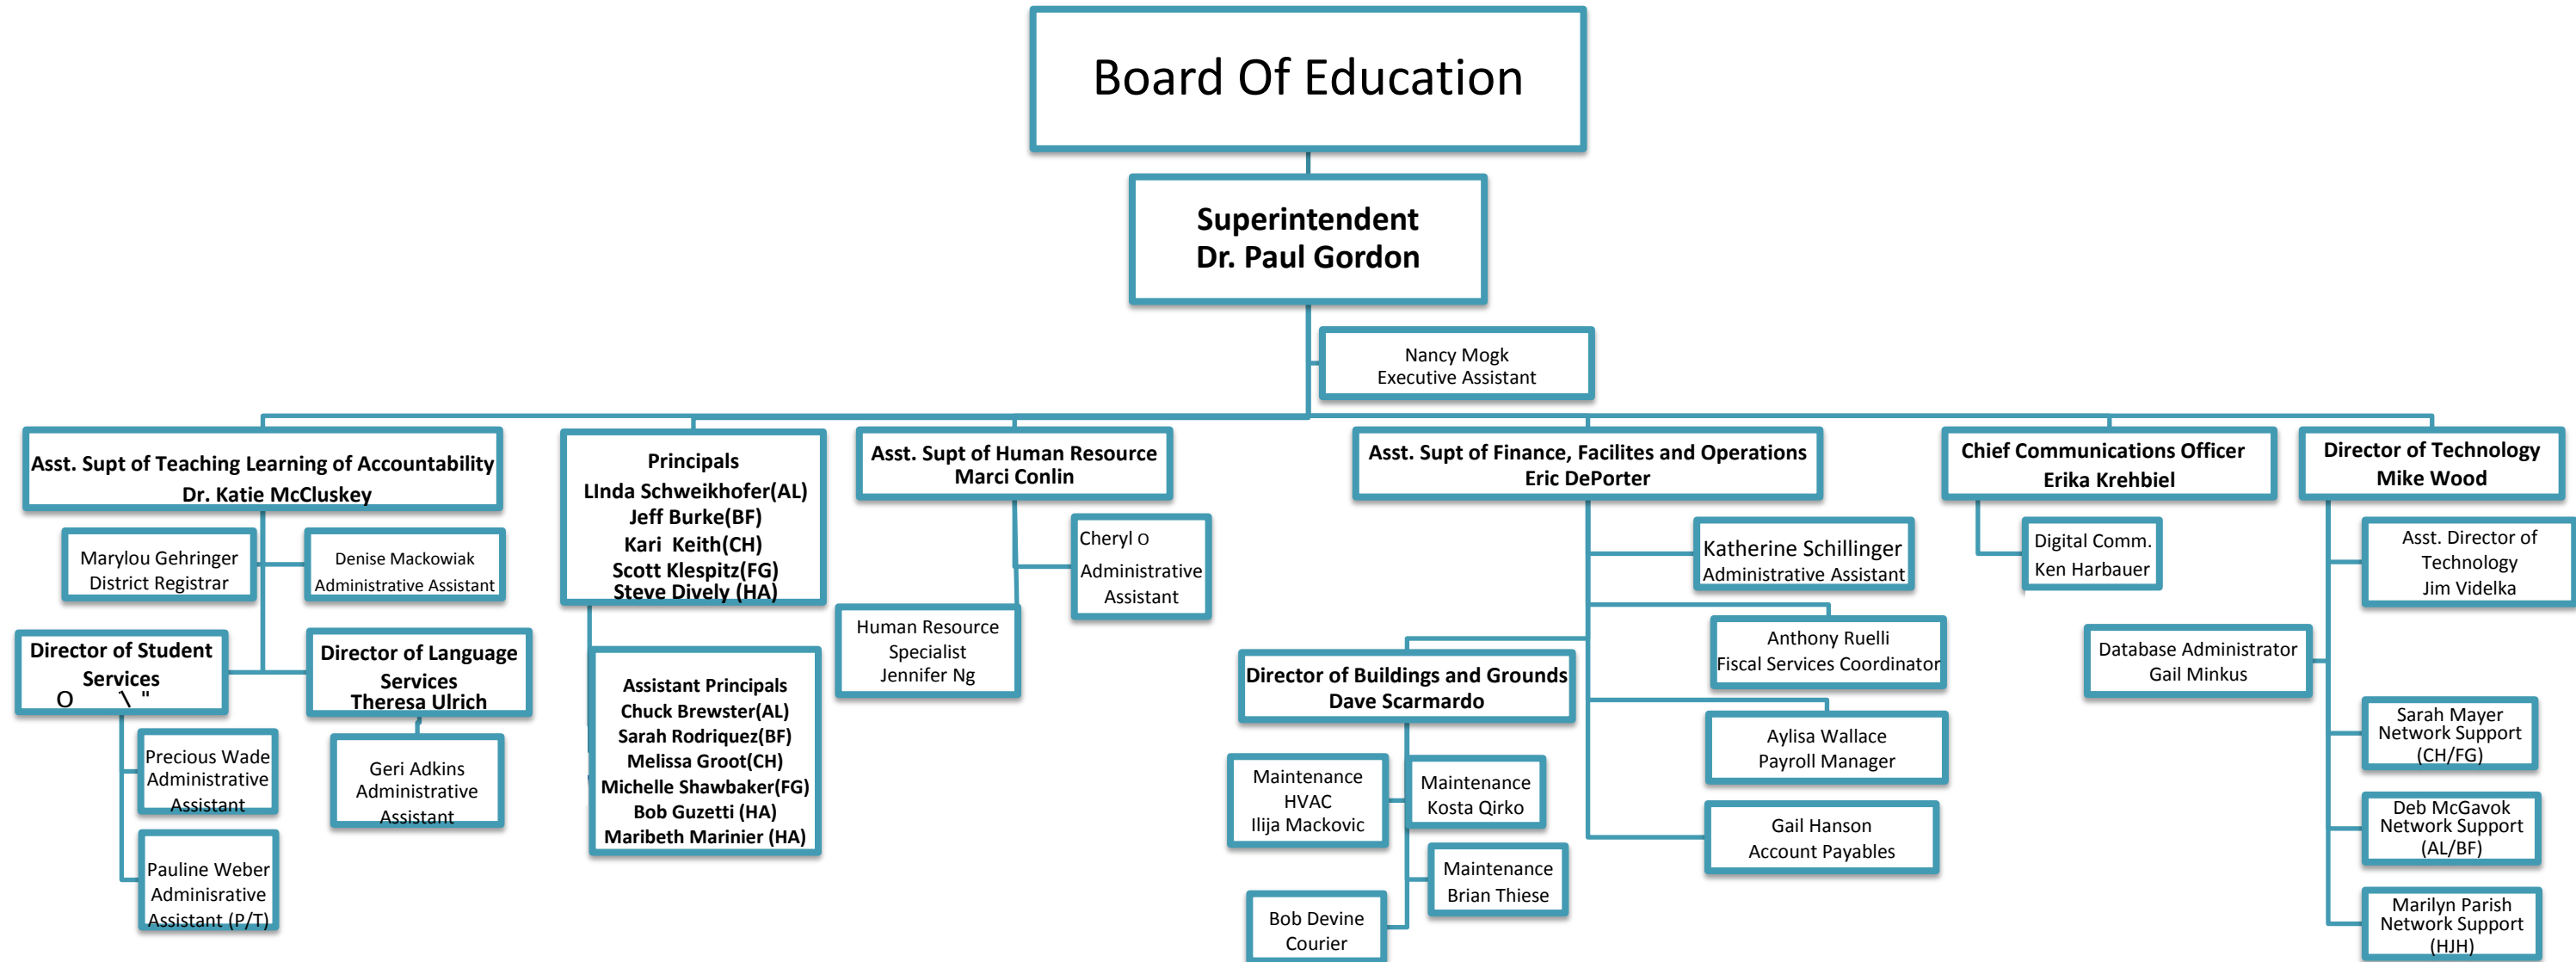 Board Of Education
Superintendent
Dr. Paul Gordon
Nancy Mogk
Executive Assistant
Asst. Supt of Teaching Learning of Accountability
Dr. Katie McCluskey
Marylou Gehringer
District Registrar
Denise Mackowiak
Administrative Assistant
Director of Student
Services
O \ "
Director of Language
Services
Theresa Ulrich
Precious Wade
Administrative
Assistant
Pauline Weber
Adminisrative
Assistant (P/T)
Geri Adkins
Administrative
Assistant
Principals
LInda Schweikhofer(AL)
Jeff Burke(BF)
Kari Keith(CH)
Scott Klespitz(FG)
Steve Dively (HA)
Assistant Principals
Chuck Brewster(AL)
Sarah Rodriquez(BF)
Melissa Groot(CH)
Michelle Shawbaker(FG)
Bob Guzetti (HA)
Maribeth Marinier (HA)
Asst. Supt of Human Resource
Marci Conlin
Cheryl O
Administrative
Assistant
Human Resource
Specialist
Jennifer Ng
Asst. Supt of Finance, Facilites and Operations
Eric DePorter
Katherine Schillinger
Administrative Assistant
Anthony Ruelli
Fiscal Services Coordinator
Director of Buildings and Grounds
Dave Scarmardo
Aylisa Wallace
Payroll Manager
Maintenance
HVAC
Ilija Mackovic
Maintenance
Kosta Qirko
Gail Hanson
Account Payables
Maintenance
Brian Thiese
Bob Devine
Courier
Chief Communications Officer
Erika Krehbiel
Digital Comm.
Ken Harbauer
Director of Technology
Mike Wood
Asst. Director of
Technology
Jim Videlka
Database Administrator
Gail Minkus
Sarah Mayer
Network Support
(CH/FG)
Deb McGavok
Network Support
(AL/BF)
Marilyn Parish
Network Support
(HJH)